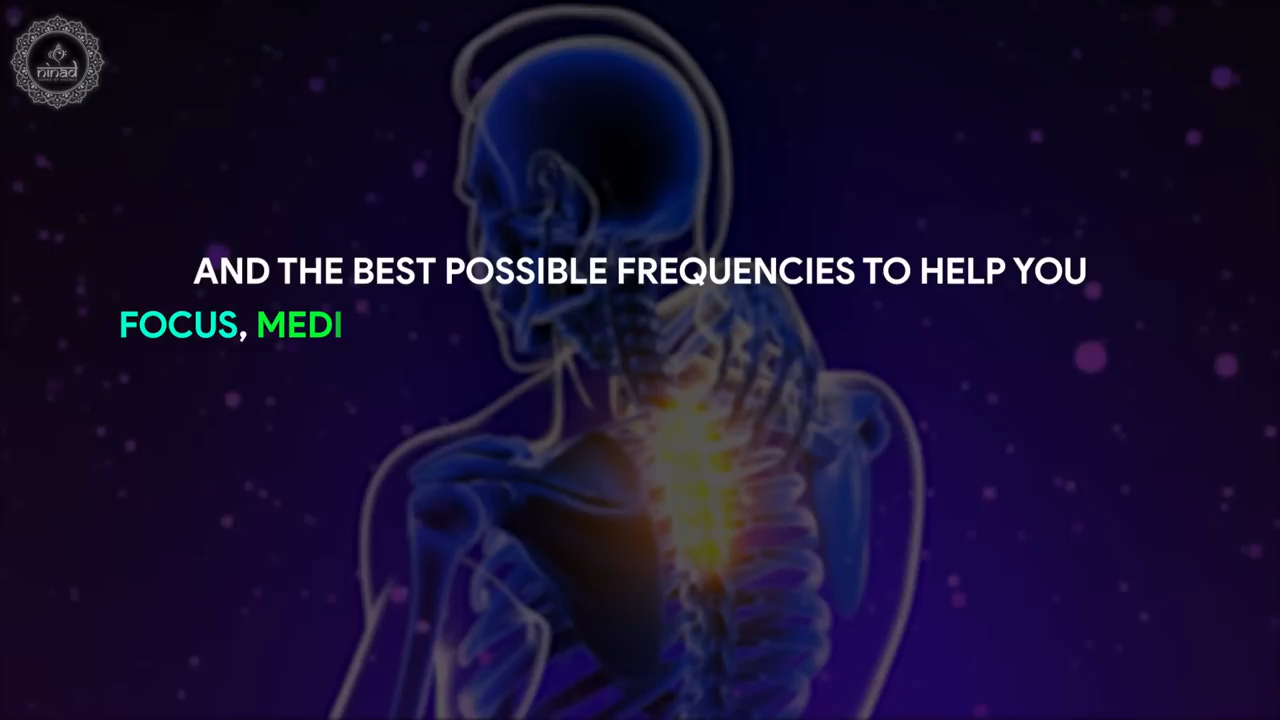 ninad
AND THE BEST POSSIBLE FREQUENCIES TO HELP YOU
FOCUS, MEDI